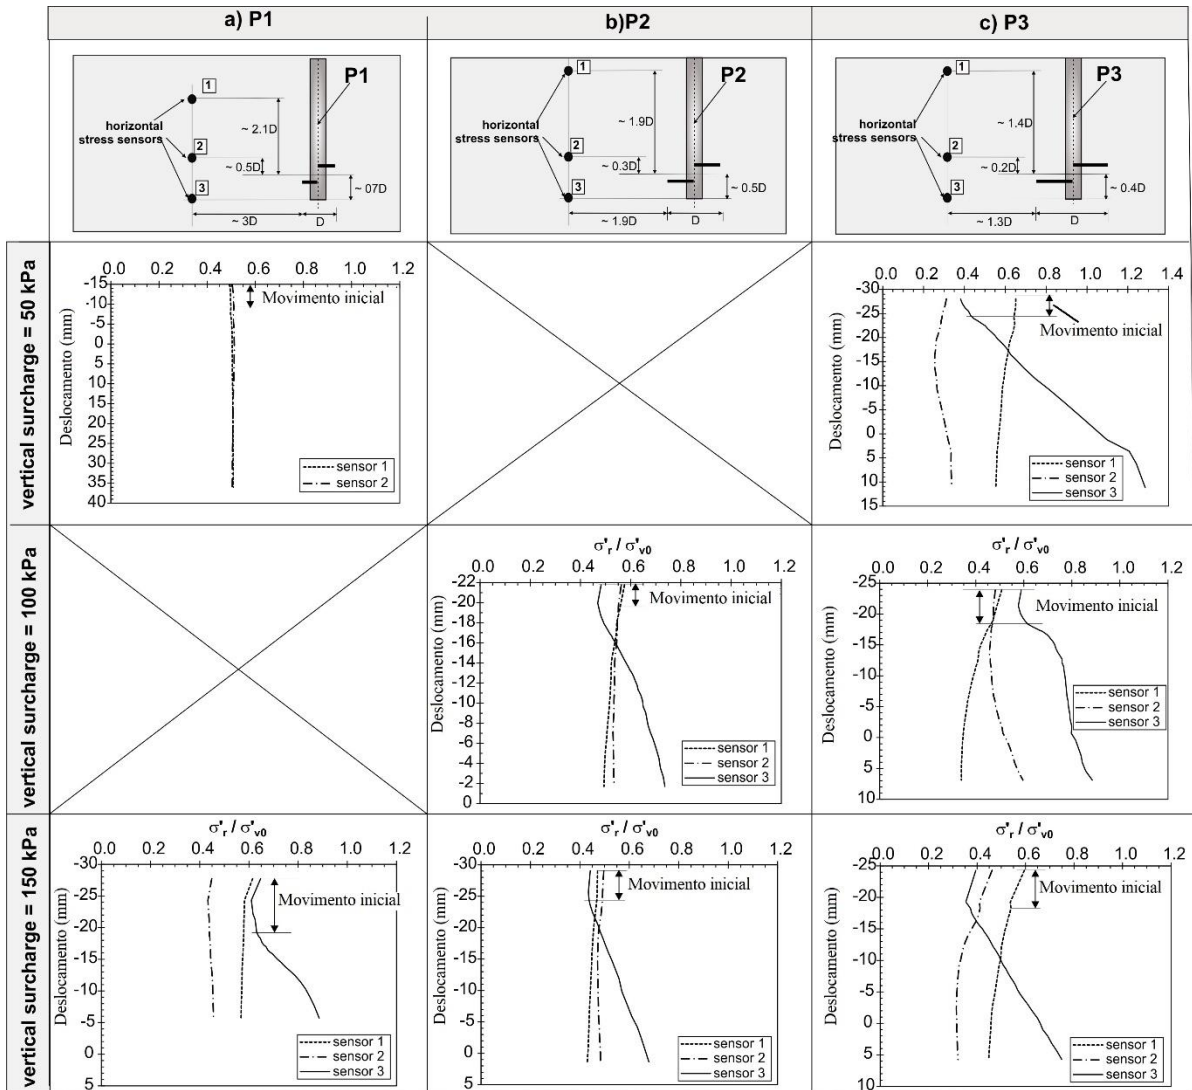 a) P1
b)P2
c) P3
1
P1
horizontal
stress sensors
~ 2.1D
2
~ 0.5D
3
~ 07D
~ 3D
D
1
P2
horizontal
stress sensors
~ 1.9D
2
~ 0.3D
3
~ 0.5D
~ 1.9D
D
1
P3
horizontal
stress sensors
~ 1.4D
2
~ 0.2D
3
~ 0.4D
~ 1.3D
D
vertical surcharge = 50 kPa
0.0 0.2 0.4 0.6 0.8 1.0 1.2
-15
-10
-5
0
5
10
15
20
25
30
35
40
Deslocamento (mm)
Movimento inicial
sensor 1
sensor 2
0.0 0.2 0.4 0.6 0.8 1.0 1.2 1.4
-30
-25
-20
-15
-10
-5
0
5
10
15
Deslocamento (mm)
Movimento inicial
sensor 1
sensor 2
sensor 3
vertical surcharge = 100 kPa
σ'r / σ'v0
0.0 0.2 0.4 0.6 0.8 1.0 1.2
-22
-20
-18
-16
-14
-12
-10
-8
-6
-4
-2
0
Deslocamento (mm)
Movimento inicial
sensor 1
sensor 2
sensor 3
σ'r / σ'v0
0.0 0.2 0.4 0.6 0.8 1.0 1.2
-25
-20
-15
-10
-5
0
5
10
Deslocamento (mm)
Movimento inicial
sensor 1
sensor 2
sensor 3
vertical surcharge = 150 kPa
σ'r / σ'v0
0.0 0.2 0.4 0.6 0.8 1.0 1.2
-30
-25
-20
-15
-10
-5
0
5
Deslocamento (mm)
Movimento inicial
sensor 1
sensor 2
sensor 3
σ'r / σ'v0
0.0 0.2 0.4 0.6 0.8 1.0 1.2
-30
-25
-20
-15
-10
-5
0
5
Deslocamento (mm)
Movimento inicial
sensor 1
sensor 2
sensor 3
σ'r / σ'v0
0.0 0.2 0.4 0.6 0.8 1.0 1.2
-25
-20
-15
-10
-5
0
5
10
Deslocamento (mm)
Movimento inicial
sensor 1
sensor 2
sensor 3